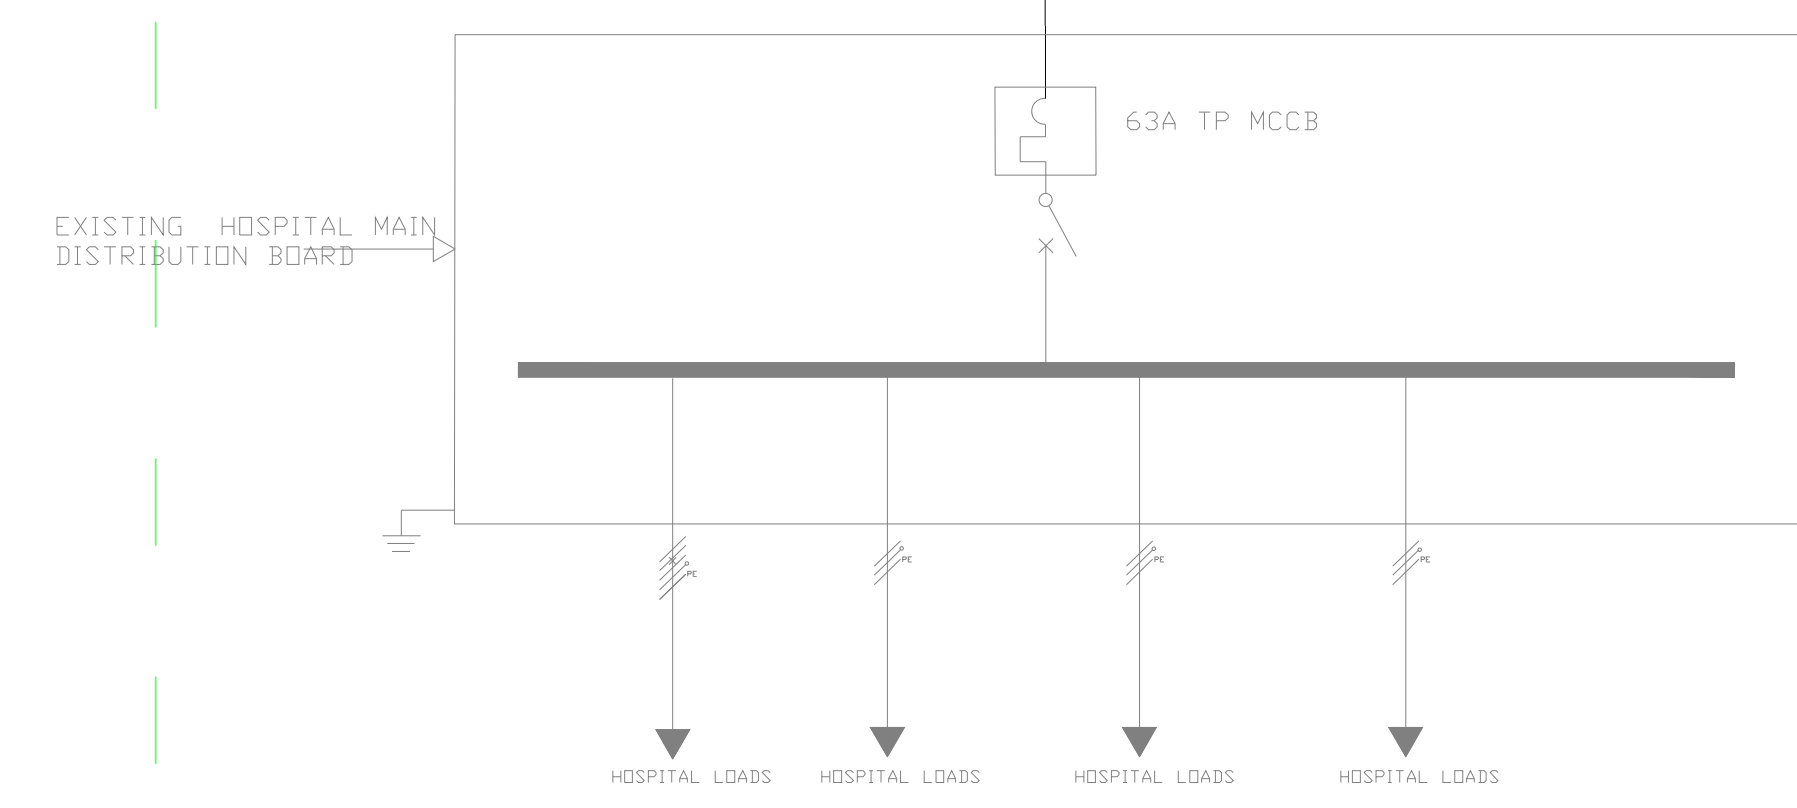 63A TP MCCB
EXISTING HOSPITAL MAIN
DISTRIBUTION BOARD
PE
PE
PE
PE
HOSPITAL LOADS
HOSPITAL LOADS
HOSPITAL LOADS
HOSPITAL LOADS